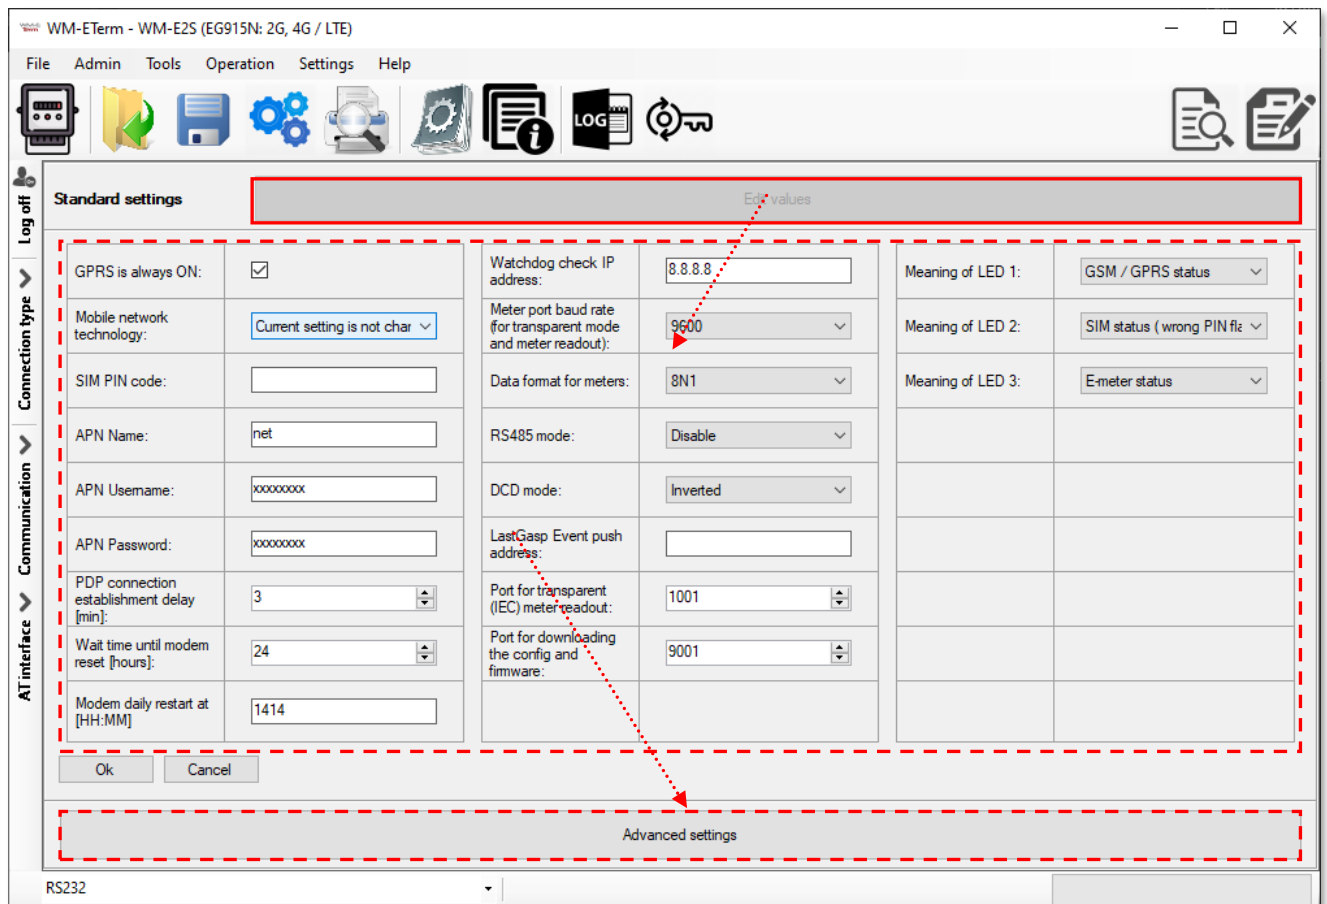 WM-ETerm - WM-E2S (EG915N: 2G, 4G / LTE)
File Admin Tools Operation Settings Help
LOG
Log off
Connection type
Communication
AT interface
Standard settings
Edit values
GPRS is always ON:
Mobile network
technology:
Current setting is not char
SIM PIN code:
APN Name:
net
APN Username:
xxxxxxxx
APN Password:
xxxxxxxx
PDP connection
establishment delay
[min]:
3
Wait time until modem
reset [hours]:
24
Modem daily restart at
[HH:MM]
1414
Watchdog check IP
address:
8.8.8.8
Meter port baud rate
(for transparent mode
and meter readout):
9600
Data format for meters:
8N1
RS485 mode:
Disable
DCD mode:
Inverted
LastGasp Event push
address:
Port for transparent
(IEC) meter readout:
1001
Port for downloading
the config and
firmware:
9001
Meaning of LED 1:
GSM / GPRS status
Meaning of LED 2:
SIM status ( wrong PIN fla
Meaning of LED 3:
E-meter status
Ok
Cancel
Advanced settings
RS232